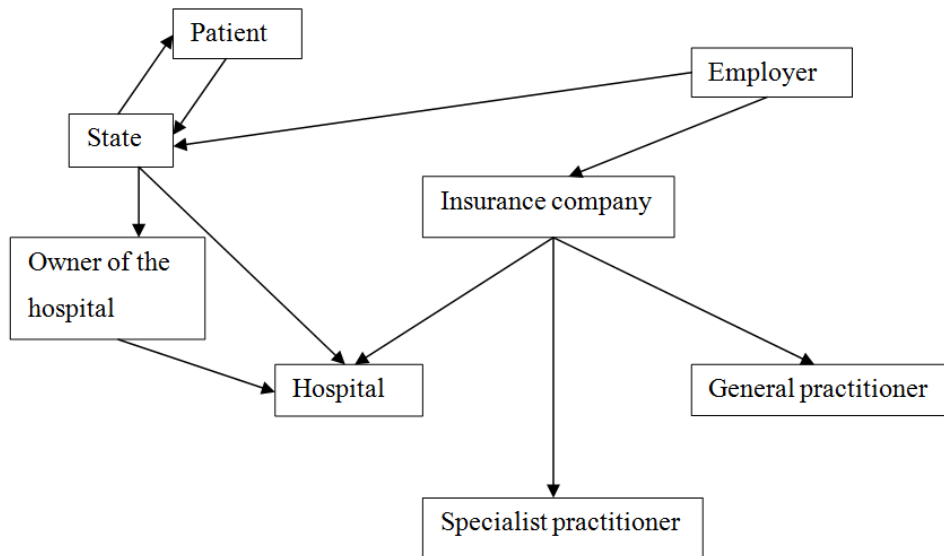 Patient
Employer
State
Insurance company
Owner of the
hospital
Hospital
General practitioner
Specialist practitioner